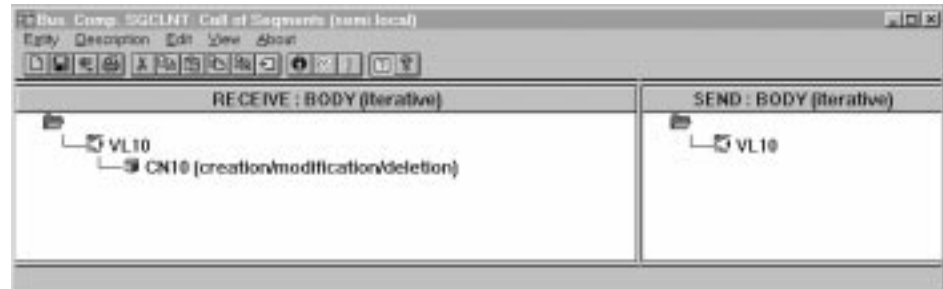 Bus. Comp. SGCLNT Call of Segments (semi local)
Entity Description Edit View About
RECEIVE : BODY (iterative)
SEND : BODY (iterative)
VL10
CN10 (creation/modification/deletion)
VL10